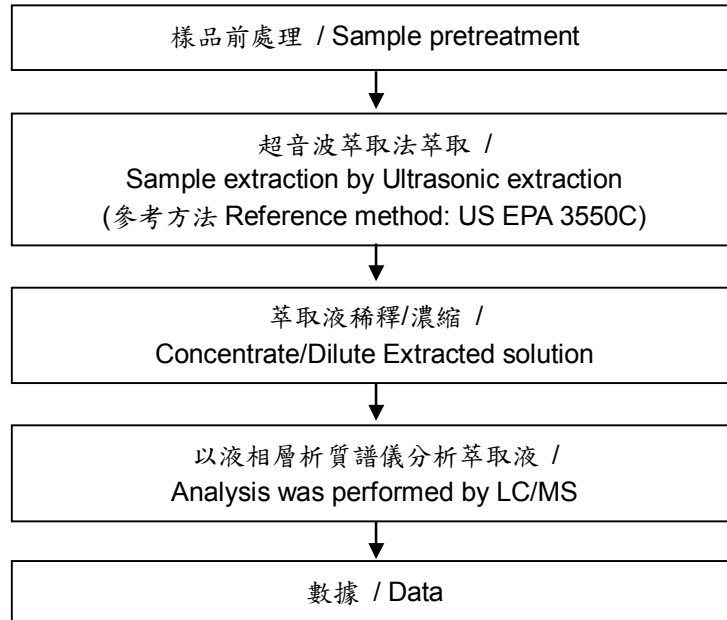 樣品前處理 / Sample pretreatment
超音波萃取法萃取 /
Sample extraction by Ultrasonic extraction
(參考方法 Reference method: US EPA 3550C)
萃取液稀釋/濃縮 /
Concentrate/Dilute Extracted solution
以液相層析質譜儀分析萃取液 /
Analysis was performed by LC/MS
數據 / Data